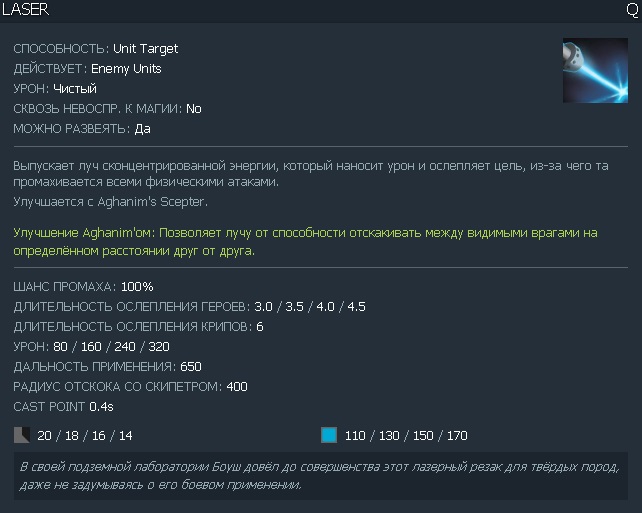 LASER Q
СПОСОБНОСТЬ: Unit Target
ДЕЙСТВУЕТ: Enemy Units
УРОН: Чистый
СКВОЗЬ НЕВОСПР. К МАГИИ: No
МОЖНО РАЗВЕЯТЬ: Да
Выпускает луч сконцентрированной энергии, который наносит урон и ослепляет цель, из-за чего та
промахивается всеми физическими атаками.
Улучшается с Aghanim's Scepter.
Улучшение Aghanim'ом: Позволяет лучу от способности отскакивать между видимыми врагами на
определённом расстоянии друг от друга.
ШАНС ПРОМАХА: 100%
ДЛИТЕЛЬНОСТЬ ОСЛЕПЛЕНИЯ ГЕРОЕВ: 3.0 / 3.5 / 4.0 / 4.5
ДЛИТЕЛЬНОСТЬ ОСЛЕПЛЕНИЯ КРИПОВ: 6
УРОН: 80 / 160 / 240 / 320
ДАЛЬНОСТЬ ПРИМЕНЕНИЯ: 650
РАДИУС ОТСКОКА СО СКИПЕТРОМ: 400
CAST POINT 0.4s
20 / 18 / 16 / 14 110 / 130 / 150 / 170
В своей подземной лаборатории Боуш довёл до совершенства этот лазерный резак для твёрдых пород,
даже не задумываясь о его боевом применении.